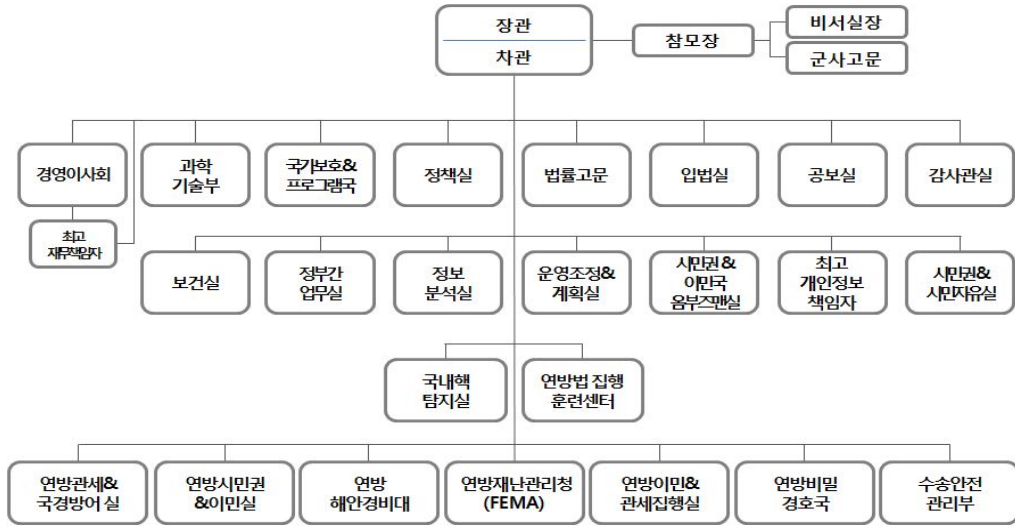 장관
차관
참모장
비서실장
군사고문
경영이사회
과학
기술부
국가보호&
프로그램국
정책실
법률고문
입법실
공보실
감사관실
최고
재무책임자
보건실
정부간
업무실
정보
분석실
운영조정&
계획실
시민권 &
이민국
옴부즈맨실
최고
개인정보
책임자
시민권&
시민자유실
국내핵
탐지실
연방법 집행
훈련센터
연방관세&
국경방어 실
연방시민권
&이민실
연방
해안경비대
연방재난관리청
(FEMA)
연방이민&
관세집행실
연방비밀
경호국
수송안전
관리부